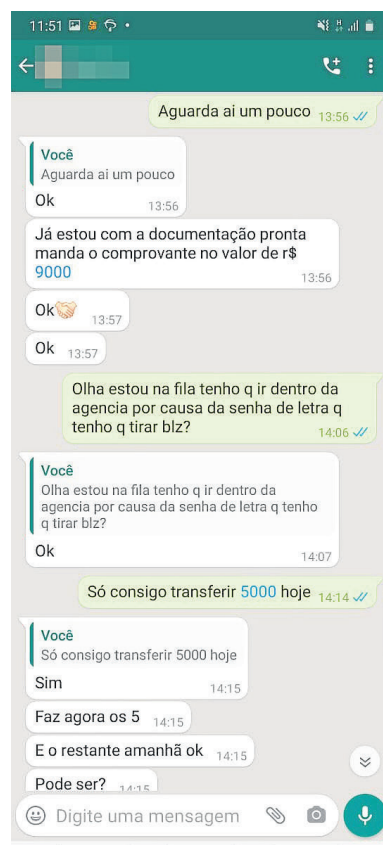 11:51
Aguarda ai um pouco 13:56
Você
Aguarda ai um pouco
Ok 13:56
Já estou com a documentação pronta
manda o comprovante no valor de r$
9000 13:56
Ok 13:57
Ok 13:57
Olha estou na fila tenho q ir dentro da
agencia por causa da senha de letra q
tenho q tirar blz? 14:06
Você
Olha estou na fila tenho q ir dentro da
agencia por causa da senha de letra q tenho
q tirar blz?
Ok 14:07
Só consigo transferir 5000 hoje 14:14
Você
Só consigo transferir 5000 hoje
Sim 14:15
Faz agora os 5 14:15
E o restante amanhã ok 14:15
Pode ser? 14:15
Digite uma mensagem